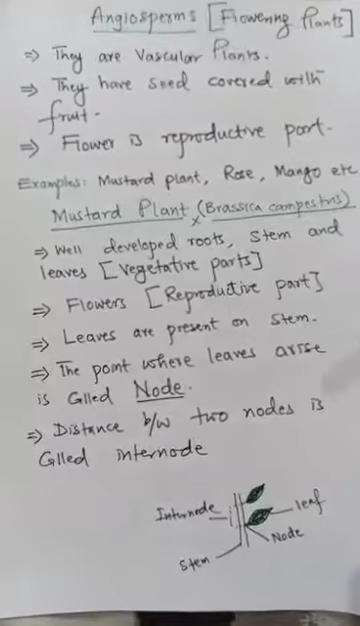 Angiosperms [Flowering Plants]
⇒ They are Vascular Plants.
⇒ They have seed covered with
fruit.
⇒ Flower is reproductive part.
Examples: Mustard plant, Rose, Mango etc
Mustard Plant (Brassica campestris)
⇒ Well developed roots, Stem and
leaves [Vegetative parts]
⇒ Flowers [Reproductive part]
⇒ Leaves are present on Stem.
⇒ The point where leaves arise
is Called Node.
⇒ Distance b/w two nodes is
Called internode
Internode
leaf
Node
Stem